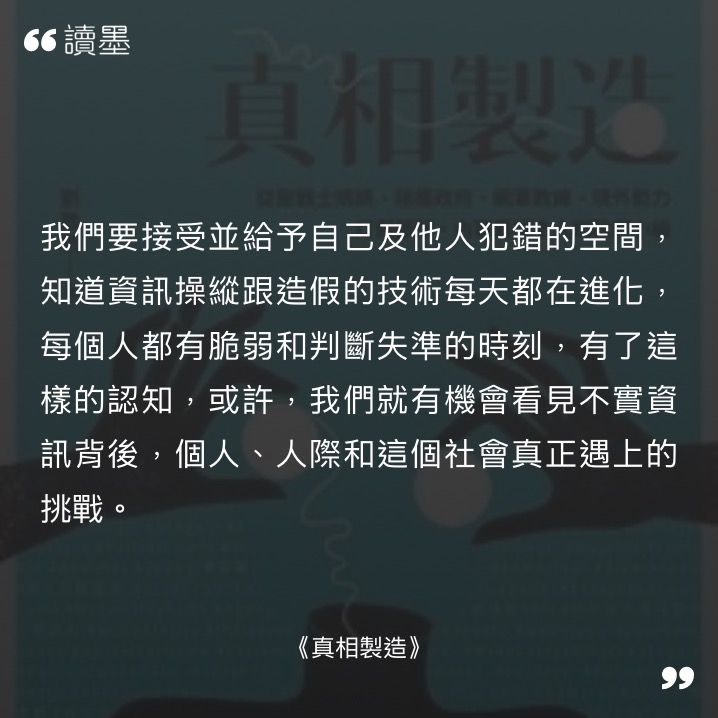 讀墨
真相製造
我們要接受並給予自己及他人犯錯的空間，
知道資訊操縱跟造假的技術每天都在進化，
每個人都有脆弱和判斷失準的時刻，有了這
樣的認知，或許，我們就有機會看見不實資
訊背後，個人、人際和這個社會真正遇上的
挑戰。
《真相製造》